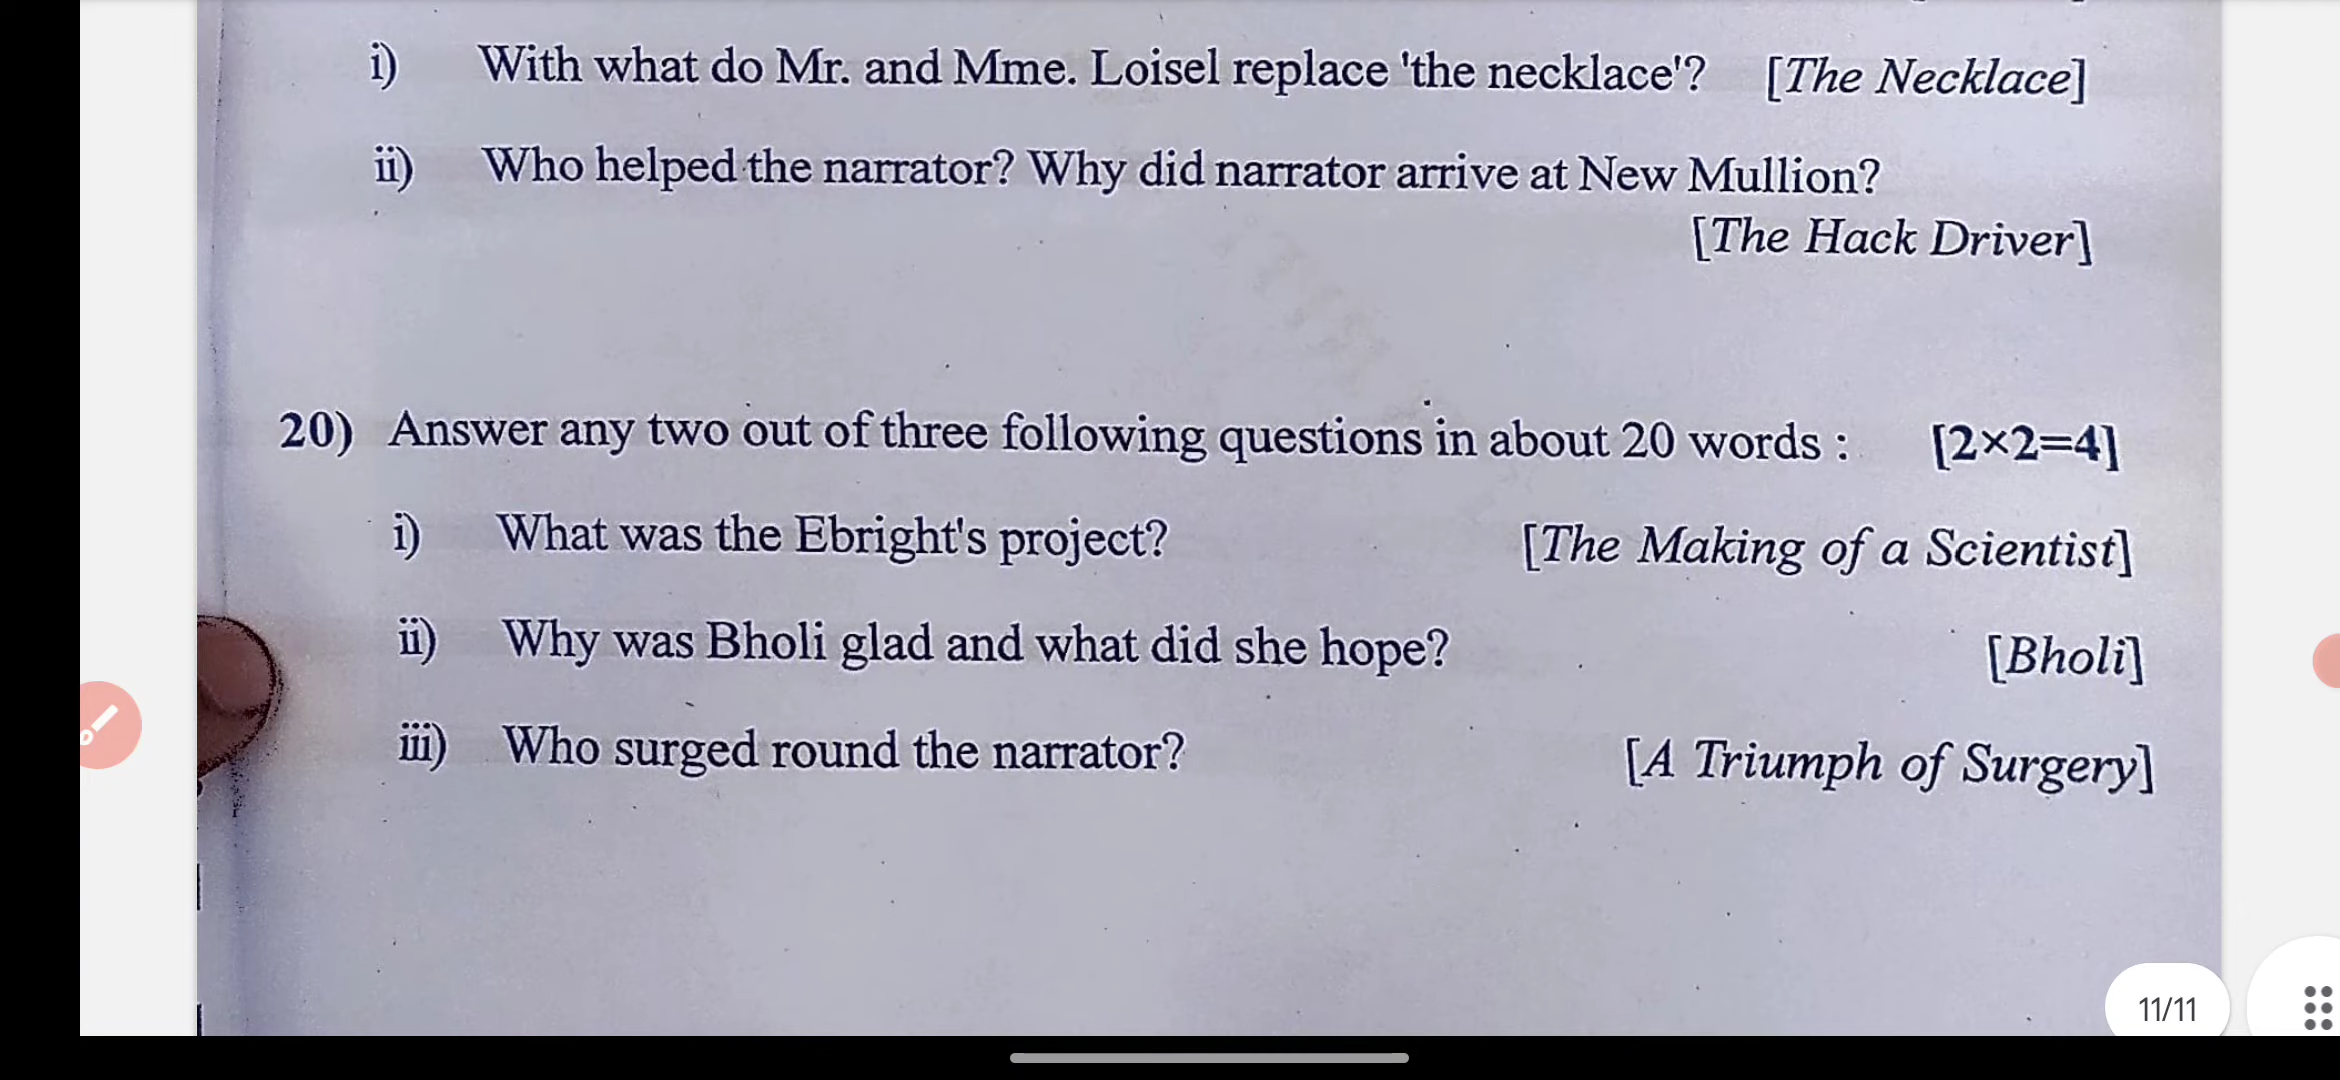 i) With what do Mr. and Mme. Loisel replace 'the necklace'? [The Necklace]
ii) Who helped the narrator? Why did narrator arrive at New Mullion?
[The Hack Driver]
20) Answer any two out of three following questions in about 20 words : [2×2=4]
i) What was the Ebright's project? [The Making of a Scientist]
ii) Why was Bholi glad and what did she hope? [Bholi]
iii) Who surged round the narrator? [A Triumph of Surgery]
11/11